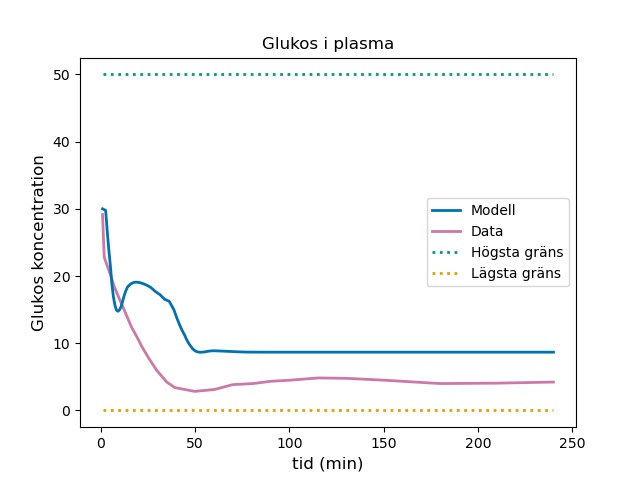 Glukos i plasma
Glukos koncentration
50
40
30
20
10
0
Modell
Data
Högsta gräns
Lägsta gräns
0 50 100 150 200 250
tid (min)